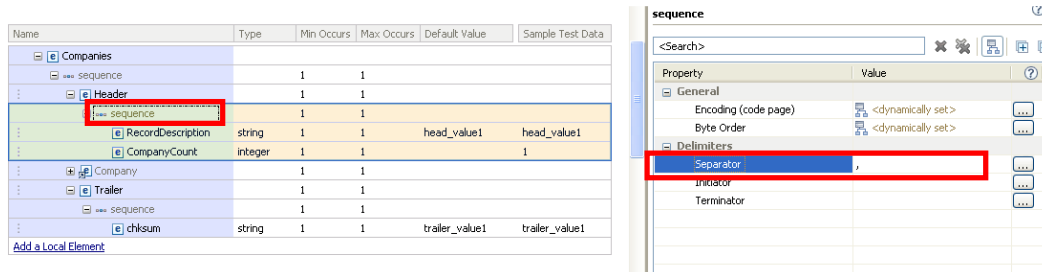 Name Type Min Occurs Max Occurs Default Value Sample Test Data
e Companies
sequence 1 1
e Header 1 1
sequence 1 1
e RecordDescription string 1 1 head_value1 head_value1
e CompanyCount integer 1 1 1
e Company 1 1
e Trailer 1 1
sequence 1 1
e chksum string 1 1 trailer_value1 trailer_value1
Add a Local Element
sequence
<Search>
Property Value
General
Encoding (code page) <dynamically set> ...
Byte Order <dynamically set> ...
Delimiters
Separator , ...
Initiator ...
Terminator ...